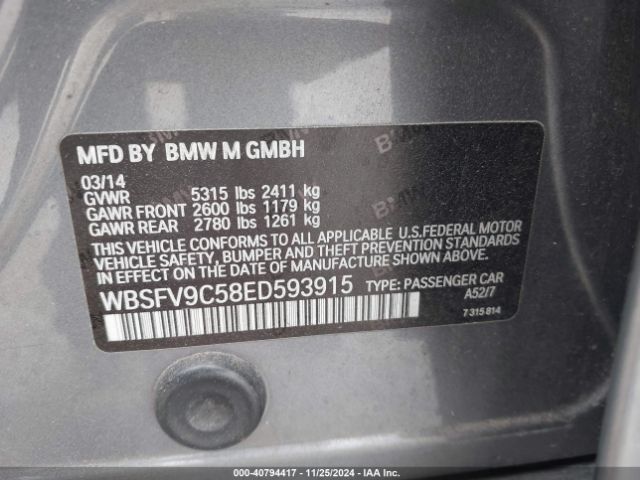 MFD BY BMW M GMBH
03/14
GVWR 5315 lbs 2411 kg
GAWR FRONT 2600 lbs 1179 kg
GAWR REAR 2780 lbs 1261 kg
THIS VEHICLE CONFORMS TO ALL APPLICABLE U.S.FEDERAL MOTOR
VEHICLE SAFETY, BUMPER AND THEFT PREVENTION STANDARDS
IN EFFECT ON THE DATE OF MANUFACTURE SHOWN ABOVE.
WBSFV9C58ED593915 TYPE: PASSENGER CAR
A52/7
7 315 814
000-40794417 - 11/25/2024 - IAA Inc.